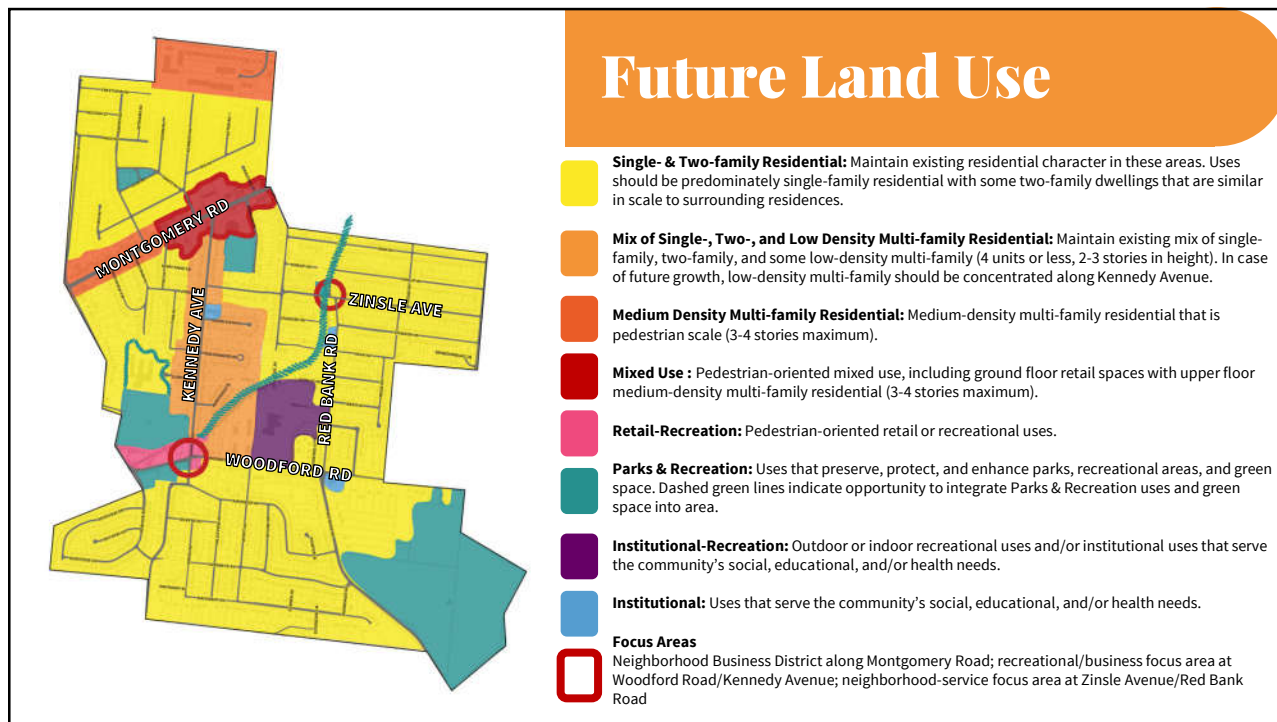 Future Land Use
Single- & Two-family Residential: Maintain existing residential character in these areas. Uses
should be predominately single-family residential with some two-family dwellings that are similar
in scale to surrounding residences.
Mix of Single-, Two-, and Low Density Multi-family Residential: Maintain existing mix of single-
family, two-family, and some low-density multi-family (4 units or less, 2-3 stories in height). In case
of future growth, low-density multi-family should be concentrated along Kennedy Avenue.
Medium Density Multi-family Residential: Medium-density multi-family residential that is
pedestrian scale (3-4 stories maximum).
Mixed Use : Pedestrian-oriented mixed use, including ground floor retail spaces with upper floor
medium-density multi-family residential (3-4 stories maximum).
Retail-Recreation: Pedestrian-oriented retail or recreational uses.
Parks & Recreation: Uses that preserve, protect, and enhance parks, recreational areas, and green
space. Dashed green lines indicate opportunity to integrate Parks & Recreation uses and green
space into area.
Institutional-Recreation: Outdoor or indoor recreational uses and/or institutional uses that serve
the community’s social, educational, and/or health needs.
Institutional: Uses that serve the community’s social, educational, and/or health needs.
Focus Areas
Neighborhood Business District along Montgomery Road; recreational/business focus area at
Woodford Road/Kennedy Avenue; neighborhood-service focus area at Zinsle Avenue/Red Bank
Road
MONTGOMERY RD
ZINSLE AVE
KENNEDY AVE
RED BANK RD
WOODFORD RD